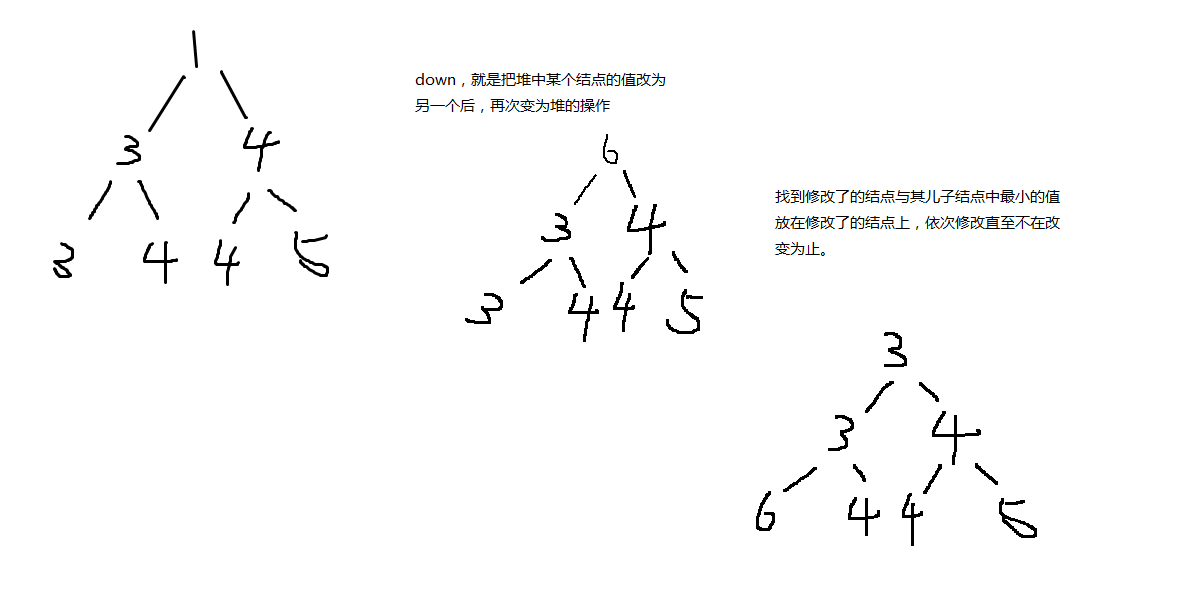 1
3 4
3 4 4 5
down，就是把堆中某个结点的值改为
另一个后，再次变为堆的操作
6
3 4
3 4 4 5
找到修改了的结点与其儿子结点中最小的值
放在修改了的结点上，依次修改直至不在改
变为止。
3
3 4
6 4 4 5